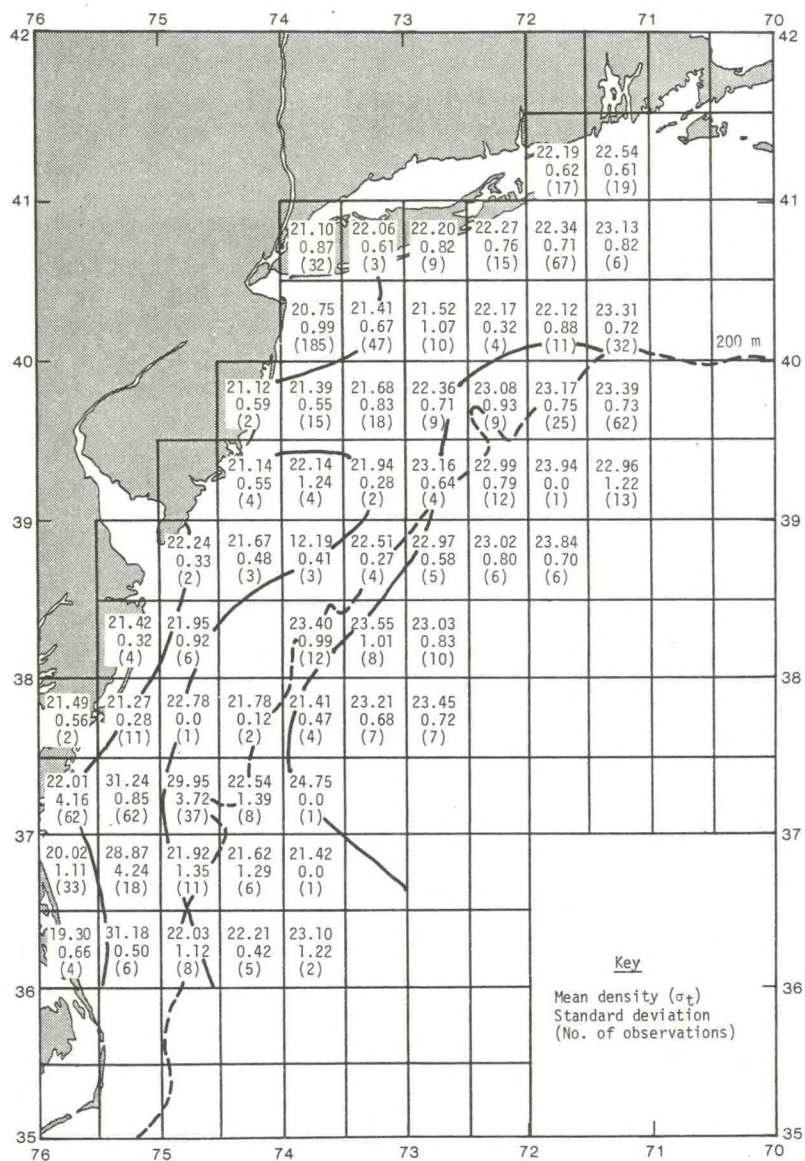 76 75 74 73 72 71 70
42
22.19 22.54
0.62 0.61
(17) (19)
41
21.10 22.06 22.20 22.27 22.34 23.13
0.87 0.61 0.82 0.76 0.71 0.82
(32) (3) (9) (15) (67) (6)
20.75 21.41 21.52 22.17 22.12 23.31
0.99 0.67 1.07 0.32 0.88 0.72
(185) (47) (10) (4) (11) (32)
200 m
40 40
21.12 21.39 21.68 22.36 23.08 23.17 23.39
0.59 0.55 0.83 0.71 0.93 0.75 0.73
(2) (15) (18) (9) (9) (25) (62)
21.14 22.14 21.94 23.16 22.99 23.94 22.96
0.55 1.24 0.28 0.64 0.79 0.0 1.22
(4) (4) (2) (4) (12) (1) (13)
39 39
22.24 21.67 12.19 22.51 22.97 23.02 23.84
0.33 0.48 0.41 0.27 0.58 0.80 0.70
(2) (3) (3) (4) (5) (6) (6)
21.42 21.95 23.40 23.55 23.03
0.32 0.92 0.99 1.01 0.83
(4) (6) (12) (8) (10)
38 38
21.49 21.27 22.78 21.78 21.41 23.21 23.45
0.56 0.28 0.0 0.12 0.47 0.68 0.72
(2) (11) (1) (2) (4) (7) (7)
22.01 31.24 29.95 22.54 24.75
4.16 0.85 3.72 1.39 0.0
(62) (62) (37) (8) (1)
37 37
20.02 28.87 21.92 21.62 21.42
1.11 4.24 1.35 1.29 0.0
(33) (18) (11) (6) (1)
19.30 31.18 22.03 22.21 23.10
0.66 0.50 1.12 0.42 1.22
(4) (6) (8) (5) (2)
36 36
Key
Mean density (σt)
Standard deviation
(No. of observations)
35 35
76 75 74 73 72 71 70
42
41